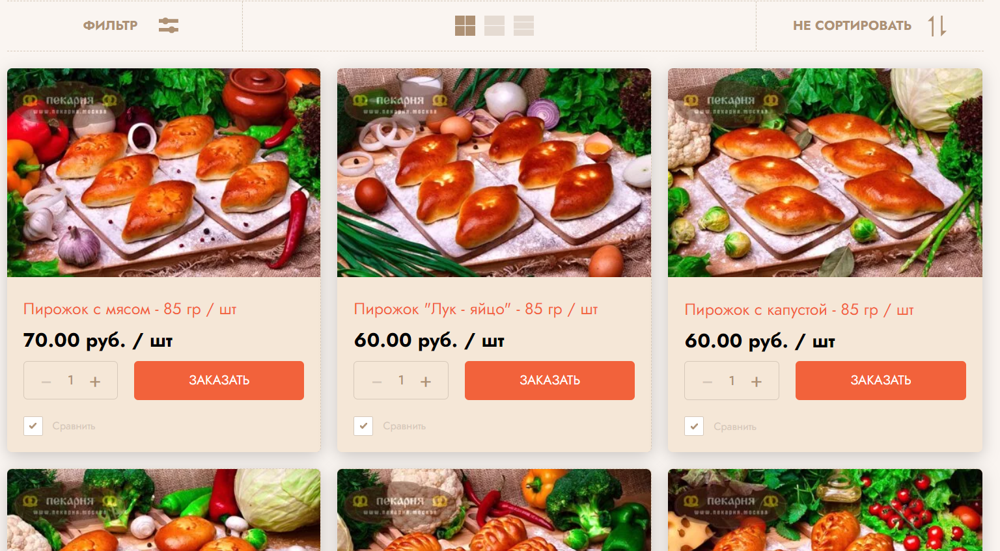 ФИЛЬТР
НЕ СОРТИРОВАТЬ
пекарня
www.пекарня.москва
пекарня
www.пекарня.москва
пекарня
www.пекарня.москва
Пирожок с мясом - 85 гр / шт
70.00 руб. / шт
1
ЗАКАЗАТЬ
Сравнить
Пирожок "Лук - яйцо" - 85 гр / шт
60.00 руб. / шт
1
ЗАКАЗАТЬ
Сравнить
Пирожок с капустой - 85 гр / шт
60.00 руб. / шт
1
ЗАКАЗАТЬ
Сравнить
пекарня
www.пекарня.москва
пекарня
www.пекарня.москва
пекарня
www.пекарня.москва